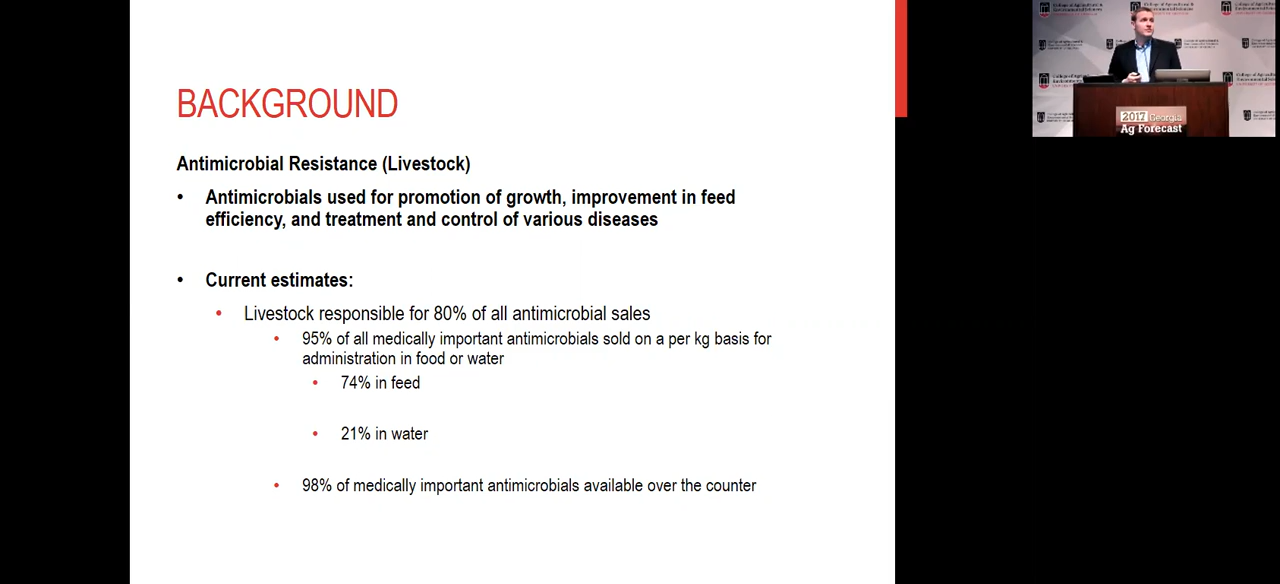 BACKGROUND
Antimicrobial Resistance (Livestock)
• Antimicrobials used for promotion of growth, improvement in feed
efficiency, and treatment and control of various diseases
• Current estimates:
• Livestock responsible for 80% of all antimicrobial sales
• 95% of all medically important antimicrobials sold on a per kg basis for
administration in food or water
• 74% in feed
• 21% in water
• 98% of medically important antimicrobials available over the counter
2017 Georgia
Ag Forecast